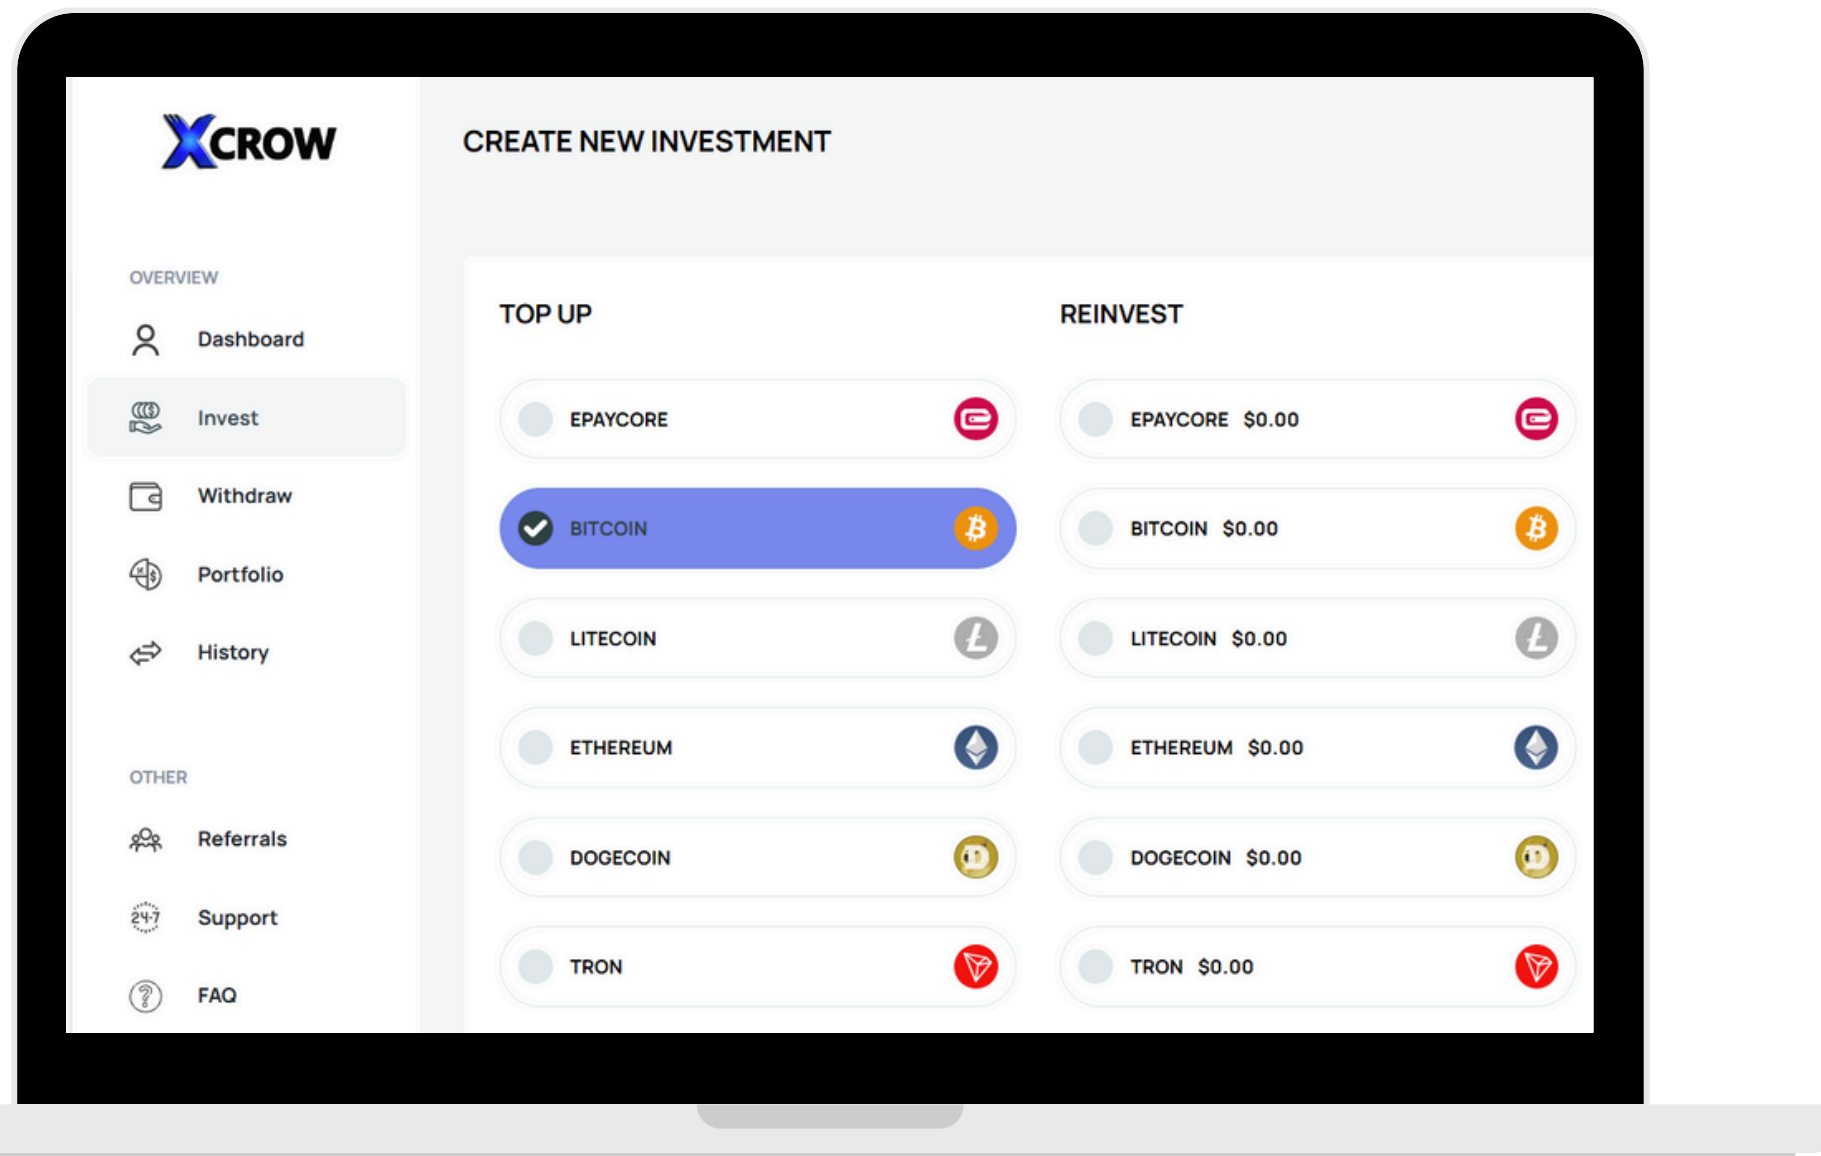 XCROW
CREATE NEW INVESTMENT
OVERVIEW
Dashboard
Invest
Withdraw
Portfolio
History
OTHER
Referrals
24·7
Support
FAQ
TOP UP
EPAYCORE
BITCOIN
LITECOIN
ETHEREUM
DOGECOIN
TRON
REINVEST
EPAYCORE $0.00
BITCOIN $0.00
LITECOIN $0.00
ETHEREUM $0.00
DOGECOIN $0.00
TRON $0.00